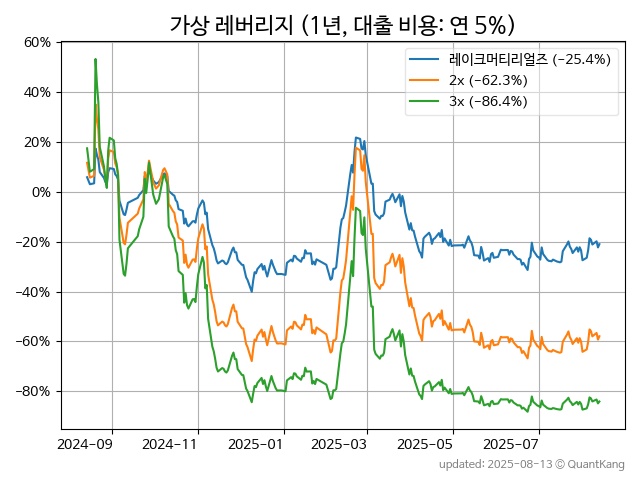 가상 레버리지 (1년, 대출 비용: 연 5%)
레이크머티리얼즈 (−25.4%)
2x (−62.3%)
3x (−86.4%)
60%
40%
20%
0%
−20%
−40%
−60%
−80%
2024-09 2024-11 2025-01 2025-03 2025-05 2025-07
updated: 2025-08-13 © QuantKang